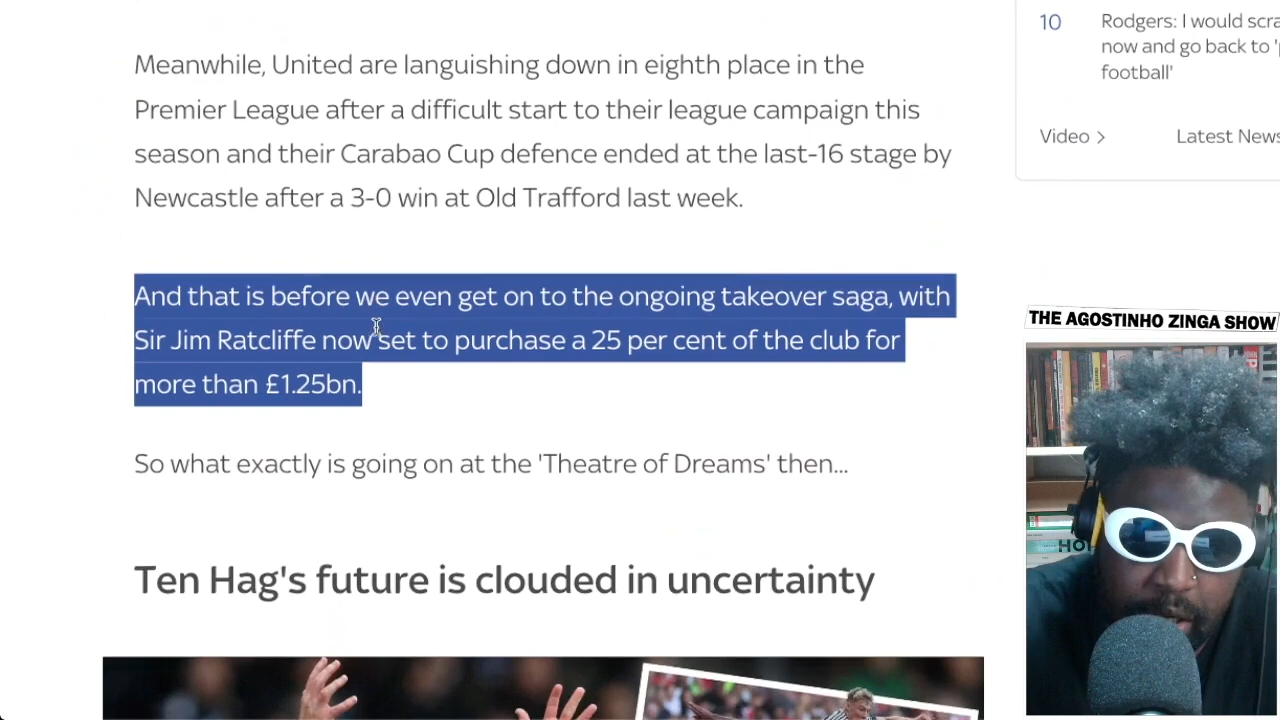 Meanwhile, United are languishing down in eighth place in the
Premier League after a difficult start to their league campaign this
season and their Carabao Cup defence ended at the last-16 stage by
Newcastle after a 3-0 win at Old Trafford last week.
And that is before we even get on to the ongoing takeover saga, with
Sir Jim Ratcliffe now set to purchase a 25 per cent of the club for
more than £1.25bn.
So what exactly is going on at the 'Theatre of Dreams' then...
Ten Hag's future is clouded in uncertainty
10
Rodgers: I would scra
now and go back to 'p
football'
Video >
Latest News
THE AGOSTINHO ZINGA SHOW